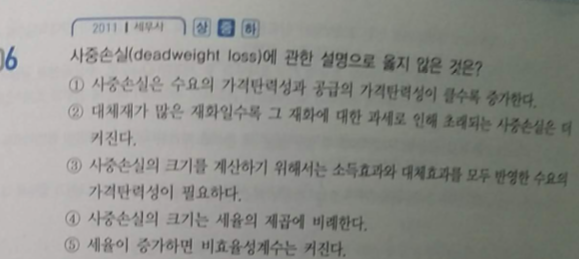 2011 | 세무사 상 중 하
06 사중손실(deadweight loss)에 관한 설명으로 옳지 않은 것은?
① 사중손실은 수요의 가격탄력성과 공급의 가격탄력성이 클수록 증가한다.
② 대체재가 많은 재화일수록 그 재화에 대한 과세로 인해 초래되는 사중손실은 더
커진다.
③ 사중손실의 크기를 계산하기 위해서는 소득효과와 대체효과를 모두 반영한 수요의
가격탄력성이 필요하다.
④ 사중손실의 크기는 세율의 제곱에 비례한다.
⑤ 세율이 증가하면 비효율성계수는 커진다.